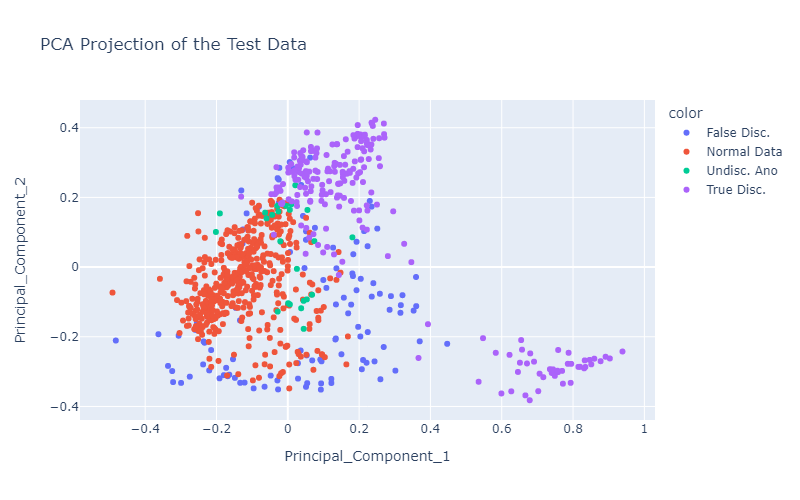 PCA Projection of the Test Data
color
False Disc.
Normal Data
Undisc. Ano
True Disc.
Principal_Component_2
0.4
0.2
0
−0.2
−0.4
−0.4
−0.2
0
0.2
0.4
0.6
0.8
1
Principal_Component_1